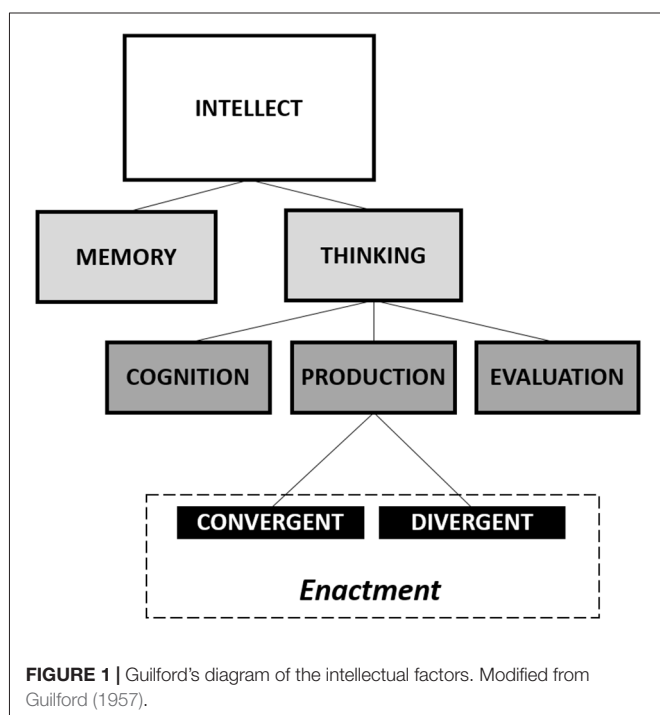 INTELLECT
MEMORY
THINKING
COGNITION
PRODUCTION
EVALUATION
CONVERGENT
DIVERGENT
Enactment
FIGURE 1 | Guilford's diagram of the intellectual factors. Modified from
Guilford (1957).